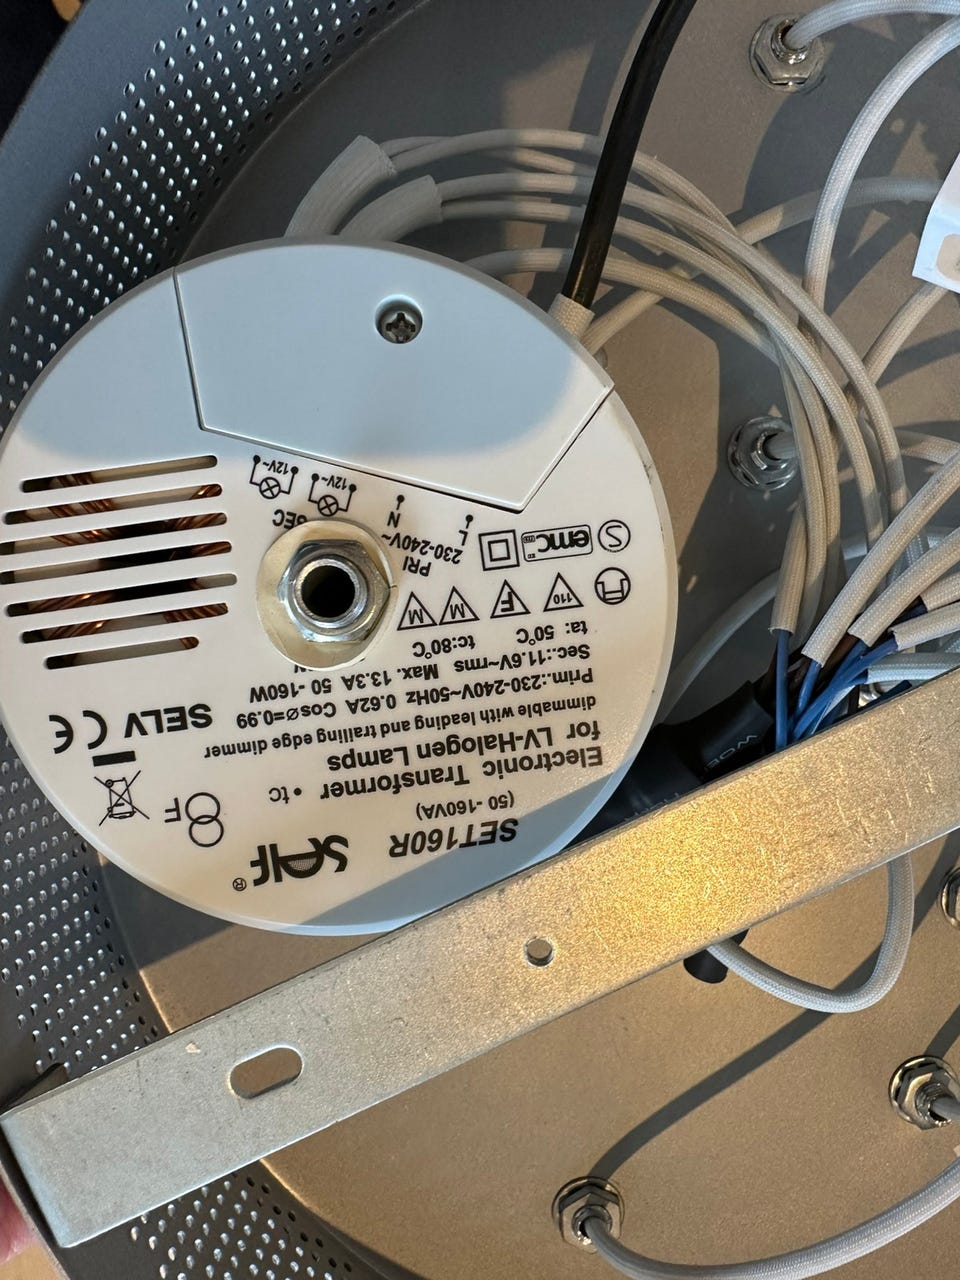 SAF®
SET160R
(50 -160VA)
Electronic Transformer • tc
for LV-Halogen Lamps
dimmable with leading and trailing edge dimmer
Prim.:230-240V~50Hz 0.62A CosØ=0.99
Sec.:11.6V~rms Max. 13.3A 50 -160W
ta: 50°C tc:80°C
SELV CE
F
110 F M M
emc
PRI
230-240V~
L N
SEC
12V~ 12V~